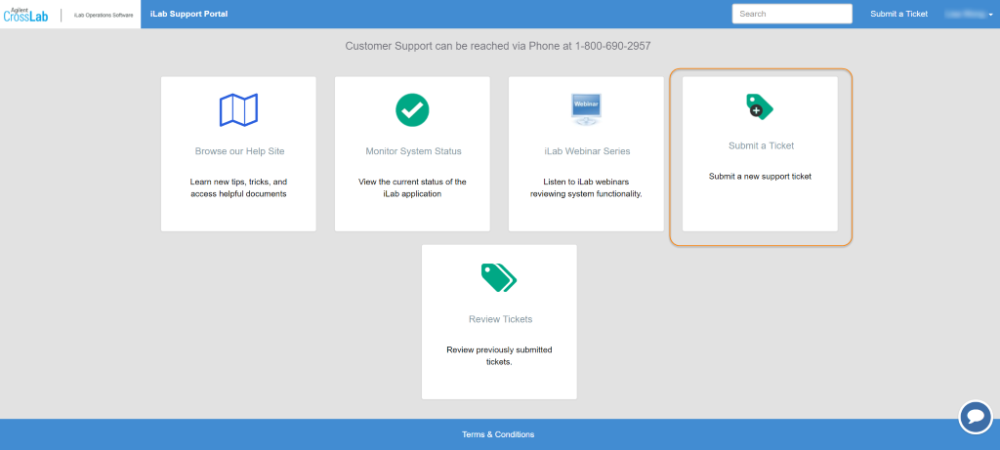 Agilent
CrossLab
iLab Operations Software
iLab Support Portal
Search
Submit a Ticket
Customer Support can be reached via Phone at 1-800-690-2957
Browse our Help Site
Learn new tips, tricks, and
access helpful documents
Monitor System Status
View the current status of the
iLab application
Webinar
iLab Webinar Series
Listen to iLab webinars
reviewing system functionality.
Submit a Ticket
Submit a new support ticket
Review Tickets
Review previously submitted
tickets.
Terms & Conditions